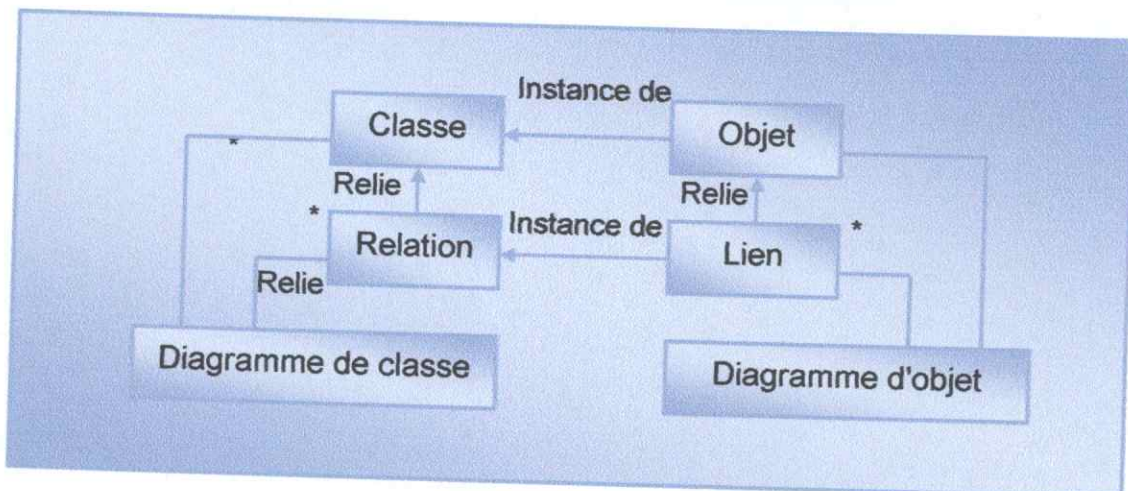 Instance de
Classe
Objet
*
Relie
Relie
*
Instance de
*
Relation
Lien
Relie
Diagramme de classe
Diagramme d'objet